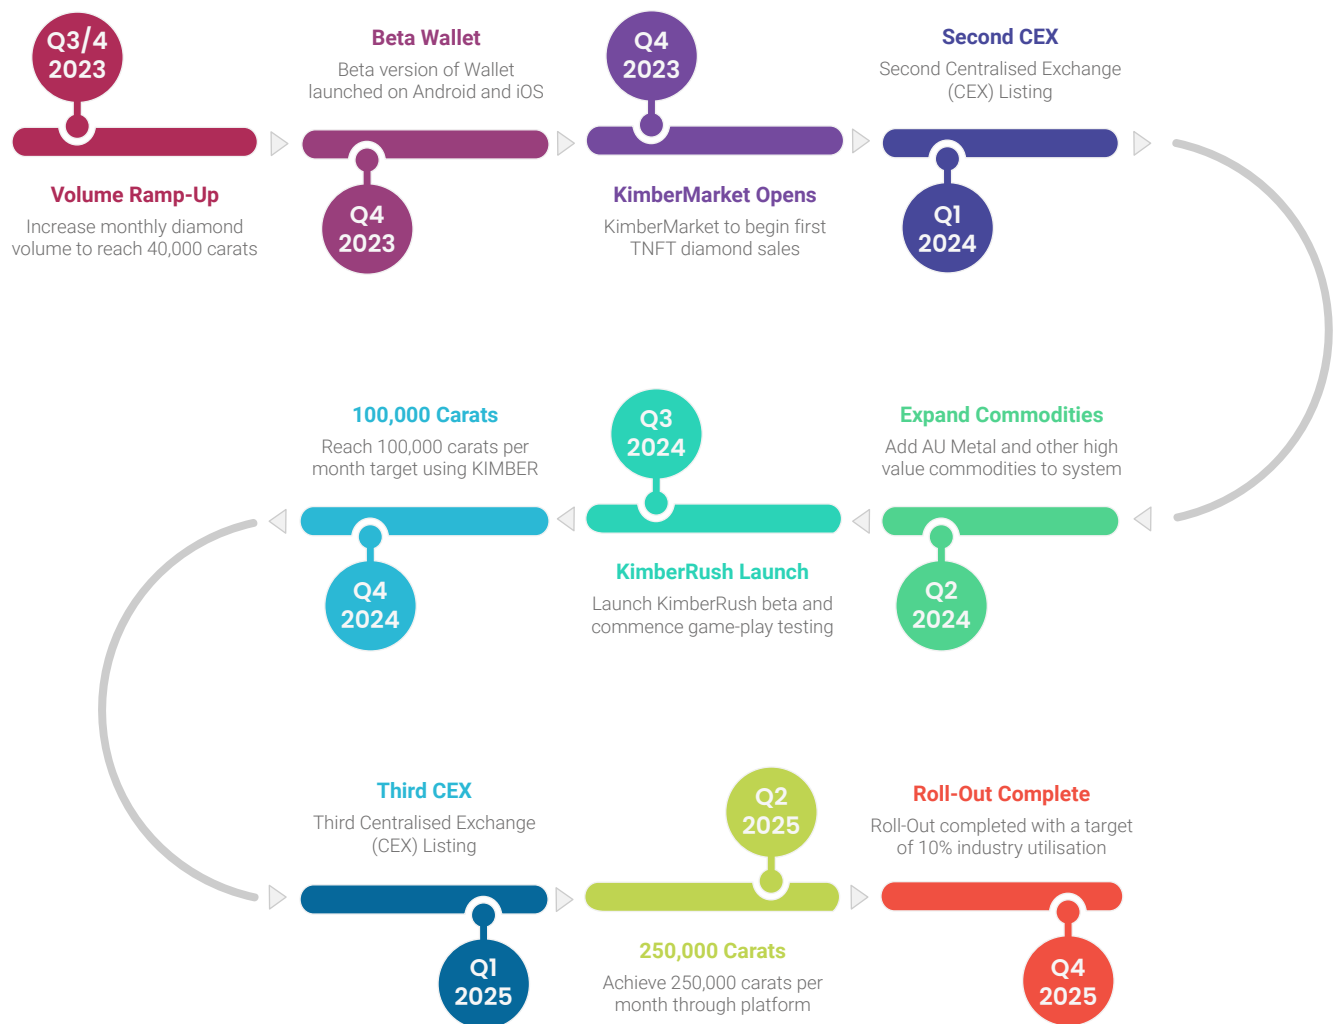 Q3/4
2023
Volume Ramp-Up
Increase monthly diamond
volume to reach 40,000 carats
Beta Wallet
Beta version of Wallet
launched on Android and iOS
Q4
2023
Q4
2023
KimberMarket Opens
KimberMarket to begin first
TNFT diamond sales
Second CEX
Second Centralised Exchange
(CEX) Listing
Q1
2024
Expand Commodities
Add AU Metal and other high
value commodities to system
Q2
2024
Q3
2024
KimberRush Launch
Launch KimberRush beta and
commence game-play testing
100,000 Carats
Reach 100,000 carats per
month target using KIMBER
Q4
2024
Third CEX
Third Centralised Exchange
(CEX) Listing
Q1
2025
Q2
2025
250,000 Carats
Achieve 250,000 carats per
month through platform
Roll-Out Complete
Roll-Out completed with a target
of 10% industry utilisation
Q4
2025